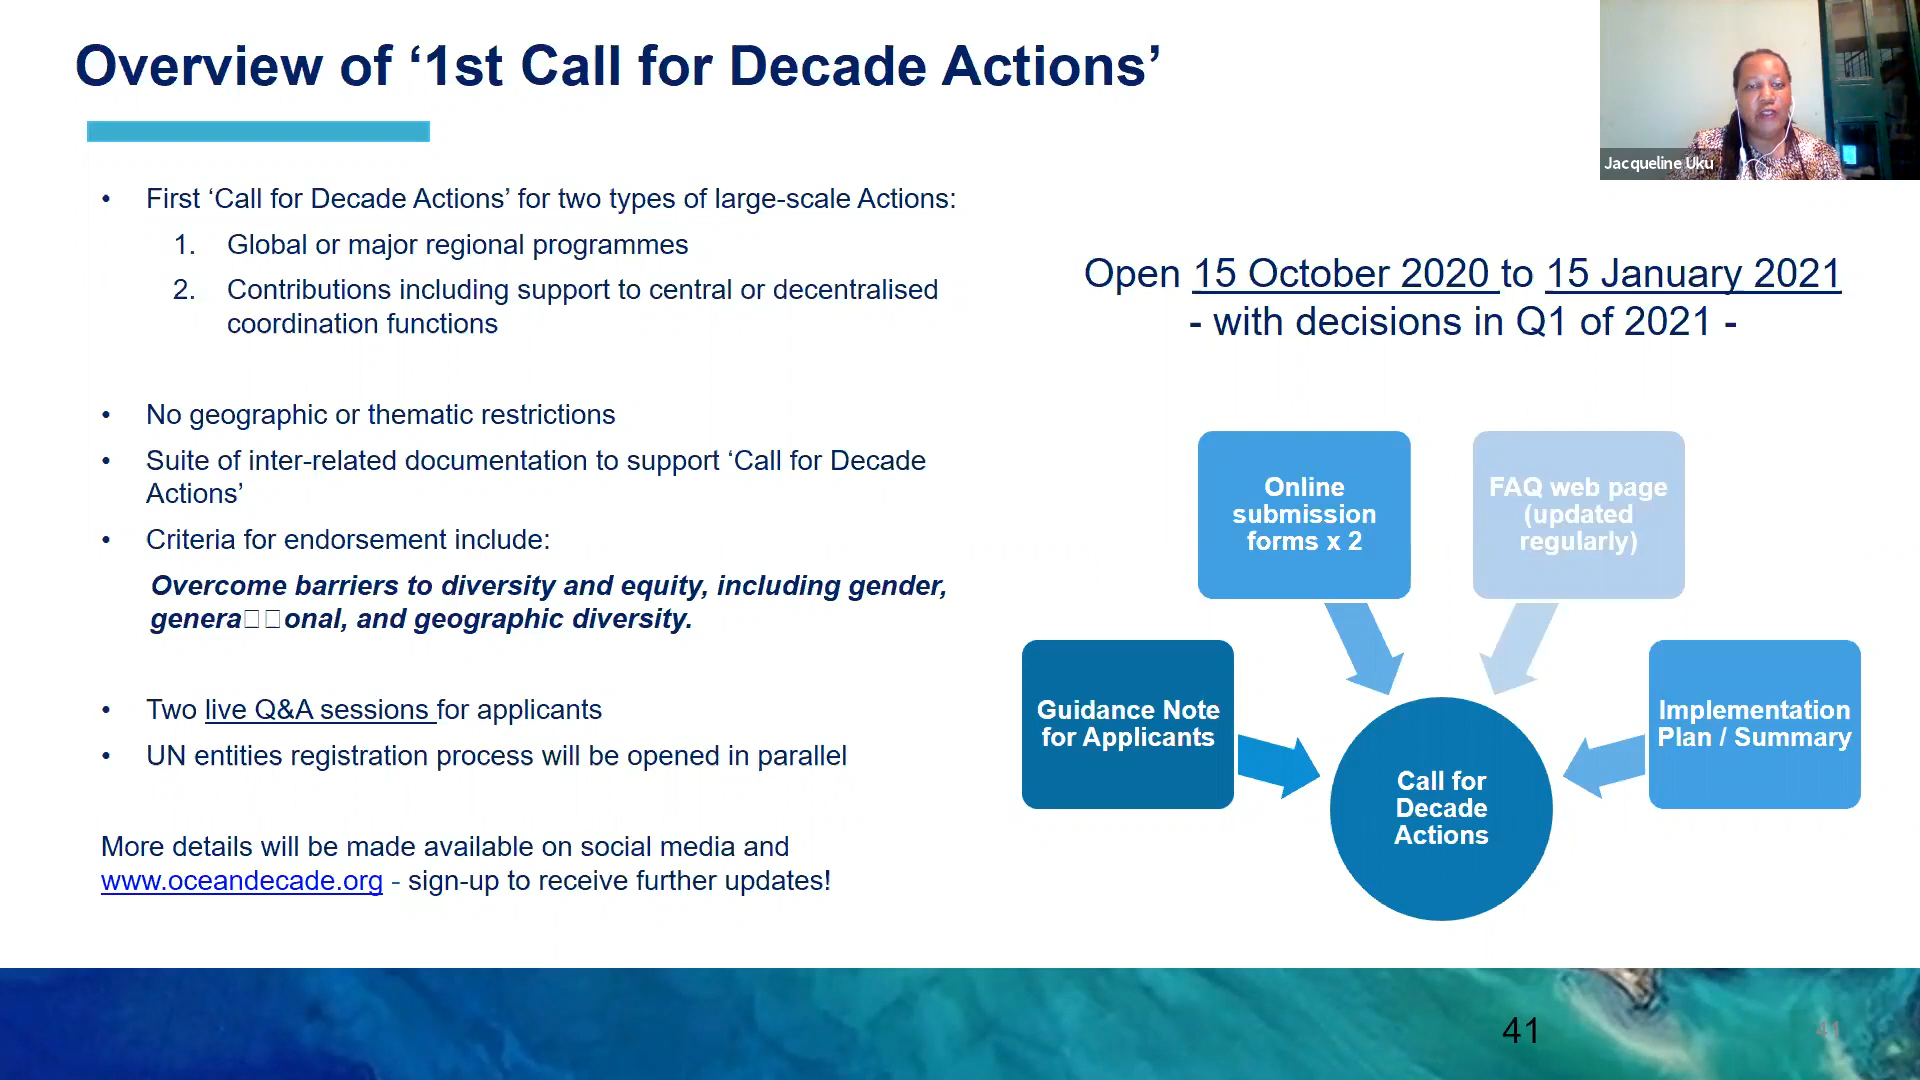 Overview of ‘1st Call for Decade Actions’
Jacqueline Uku
• First ‘Call for Decade Actions’ for two types of large-scale Actions:
1. Global or major regional programmes
2. Contributions including support to central or decentralised
coordination functions
• No geographic or thematic restrictions
• Suite of inter-related documentation to support ‘Call for Decade
Actions’
• Criteria for endorsement include:
Overcome barriers to diversity and equity, including gender,
genera□□onal, and geographic diversity.
• Two live Q&A sessions for applicants
• UN entities registration process will be opened in parallel
More details will be made available on social media and
www.oceandecade.org - sign-up to receive further updates!
Open 15 October 2020 to 15 January 2021
- with decisions in Q1 of 2021 -
Online
submission
forms x 2
FAQ web page
(updated
regularly)
Guidance Note
for Applicants
Implementation
Plan / Summary
Call for
Decade
Actions
41
41